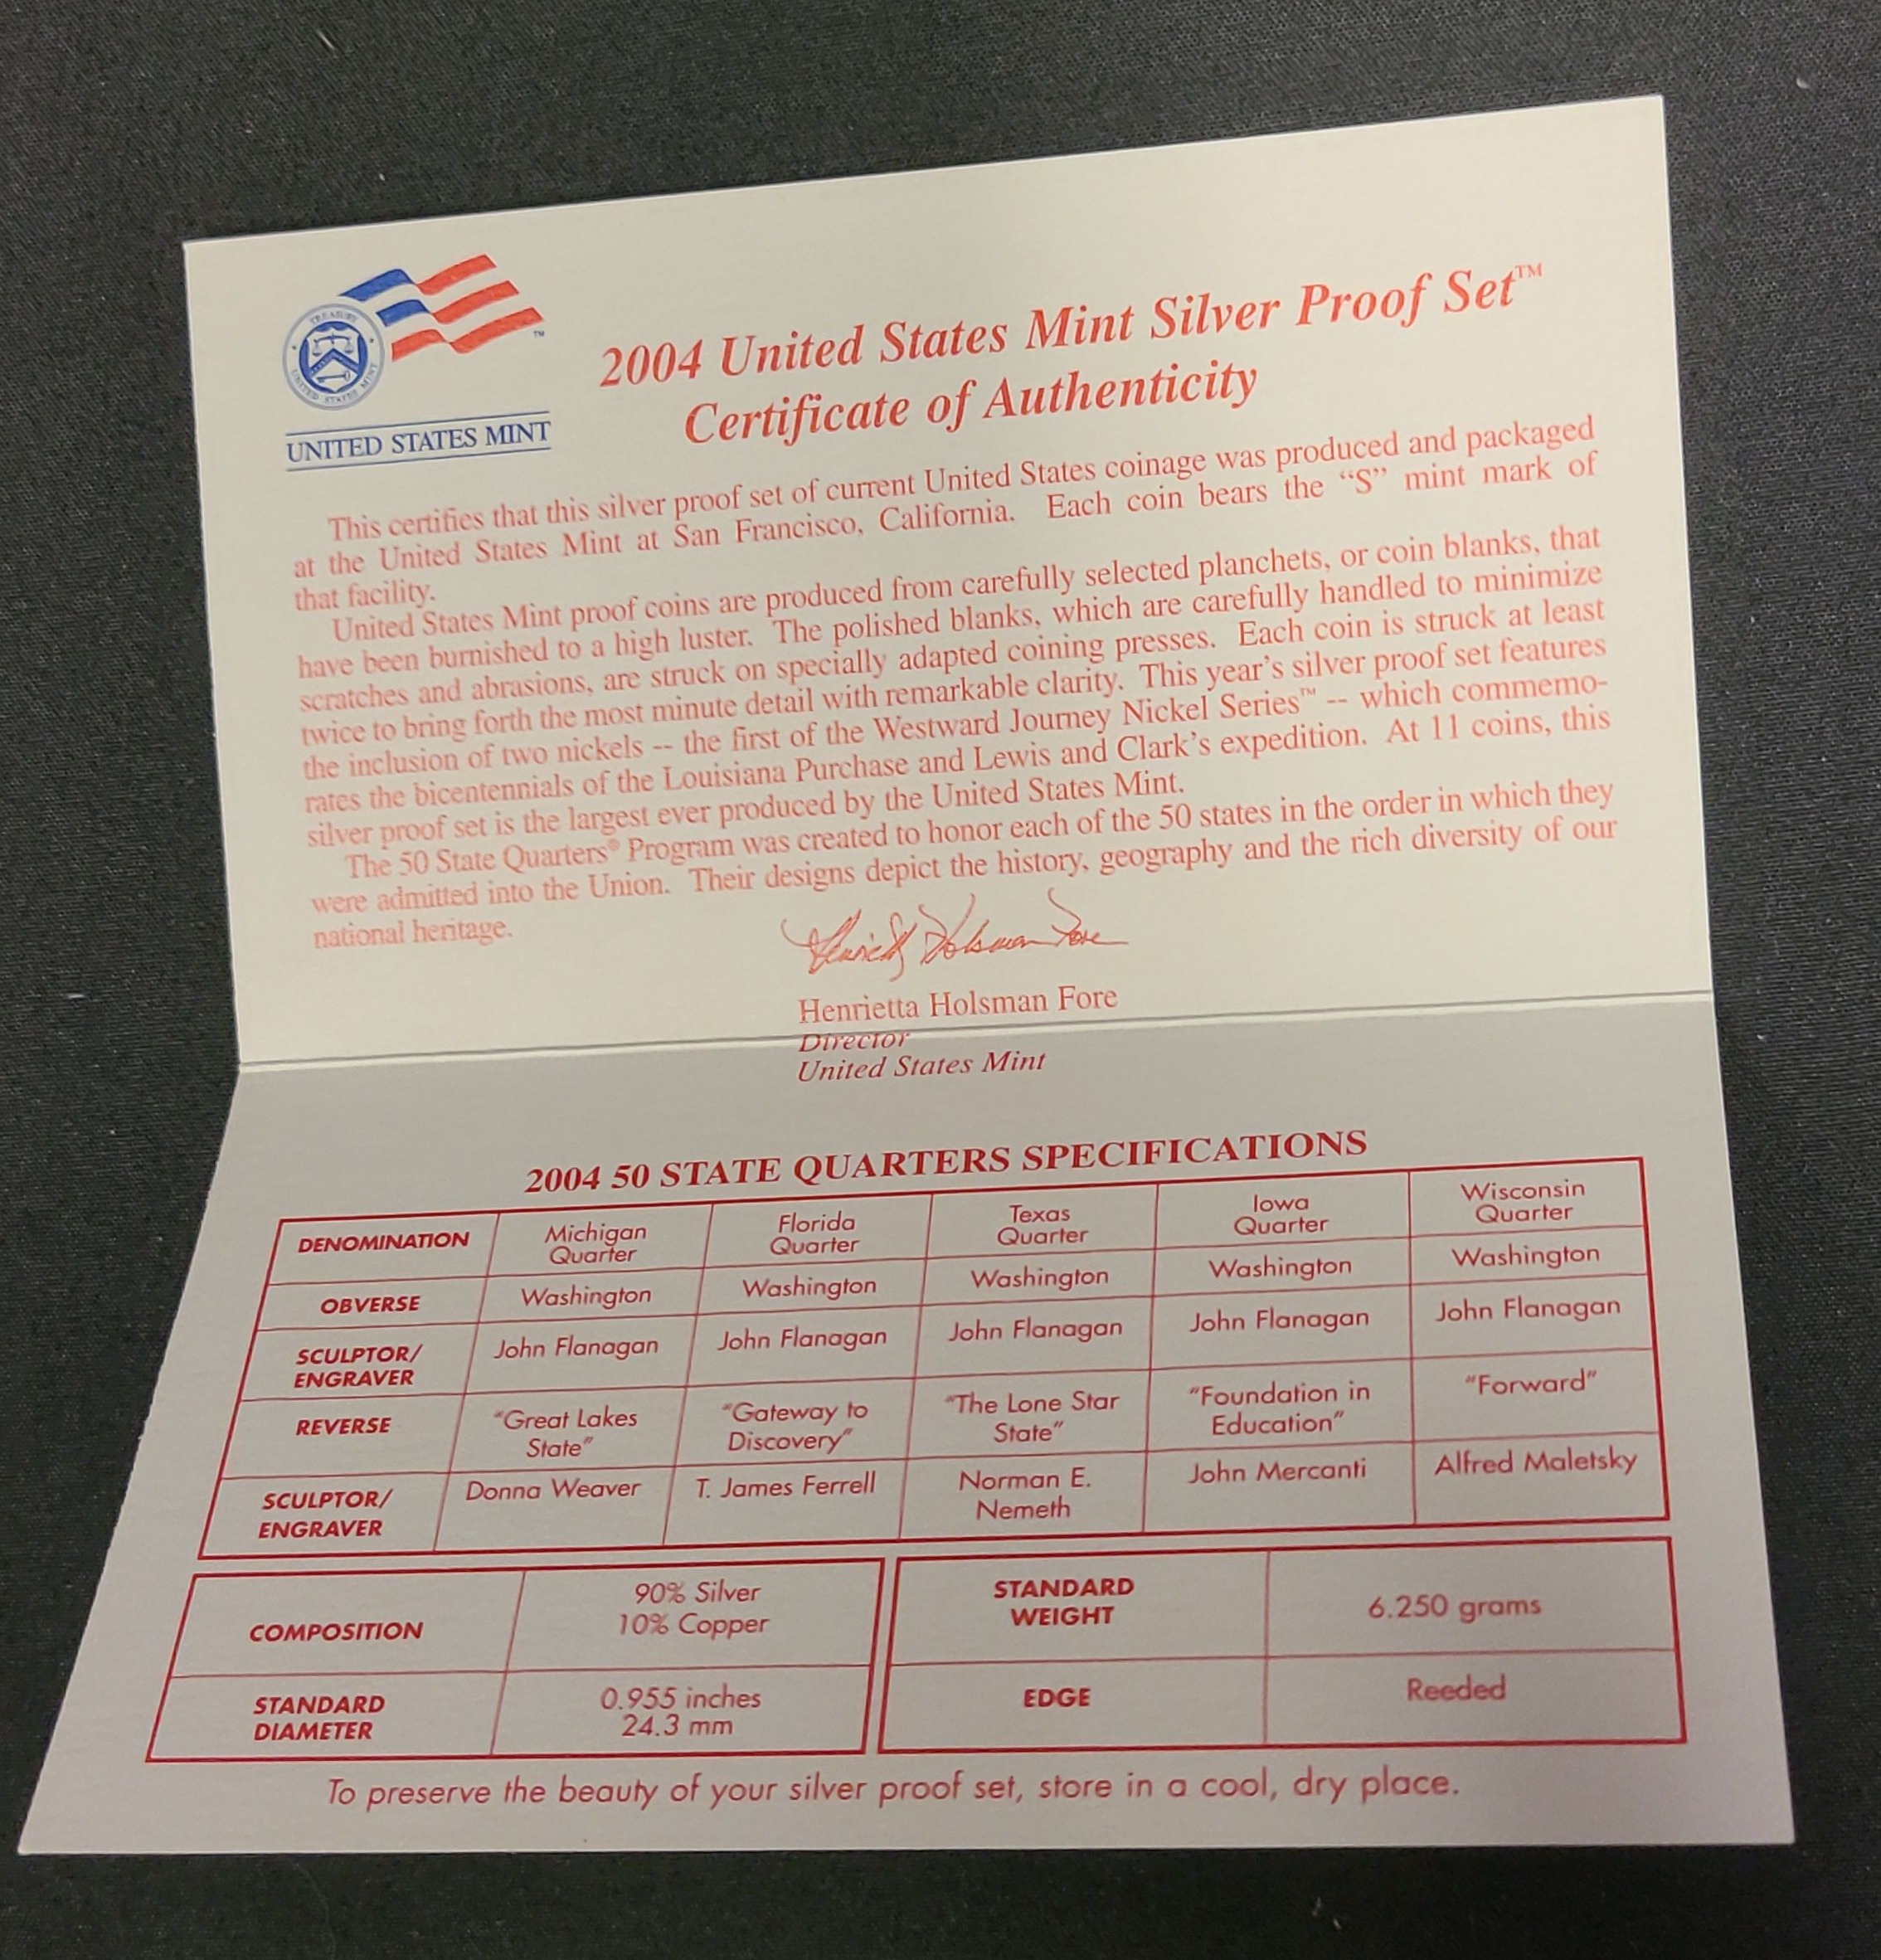 TREASURY
UNITED STATES MINT
TM
UNITED STATES MINT
2004 United States Mint Silver Proof Set™
Certificate of Authenticity
This certifies that this silver proof set of current United States coinage was produced and packaged
at the United States Mint at San Francisco, California. Each coin bears the “S” mint mark of
that facility.
United States Mint proof coins are produced from carefully selected planchets, or coin blanks, that
have been burnished to a high luster. The polished blanks, which are carefully handled to minimize
scratches and abrasions, are struck on specially adapted coining presses. Each coin is struck at least
twice to bring forth the most minute detail with remarkable clarity. This year’s silver proof set features
the inclusion of two nickels -- the first of the Westward Journey Nickel Series™ -- which commemo-
rates the bicentennials of the Louisiana Purchase and Lewis and Clark’s expedition. At 11 coins, this
silver proof set is the largest ever produced by the United States Mint.
The 50 State Quarters® Program was created to honor each of the 50 states in the order in which they
were admitted into the Union. Their designs depict the history, geography and the rich diversity of our
national heritage.
Henrietta Holsman Fore
Henrietta Holsman Fore
Director
United States Mint
2004 50 STATE QUARTERS SPECIFICATIONS
DENOMINATION Michigan Quarter Florida Quarter Texas Quarter Iowa Quarter Wisconsin Quarter
OBVERSE Washington Washington Washington Washington Washington
SCULPTOR/ ENGRAVER John Flanagan John Flanagan John Flanagan John Flanagan John Flanagan
REVERSE “Great Lakes State” “Gateway to Discovery” “The Lone Star State” “Foundation in Education” “Forward”
SCULPTOR/ ENGRAVER Donna Weaver T. James Ferrell Norman E. Nemeth John Mercanti Alfred Maletsky
COMPOSITION 90% Silver 10% Copper STANDARD WEIGHT 6.250 grams
STANDARD DIAMETER 0.955 inches 24.3 mm EDGE Reeded
To preserve the beauty of your silver proof set, store in a cool, dry place.